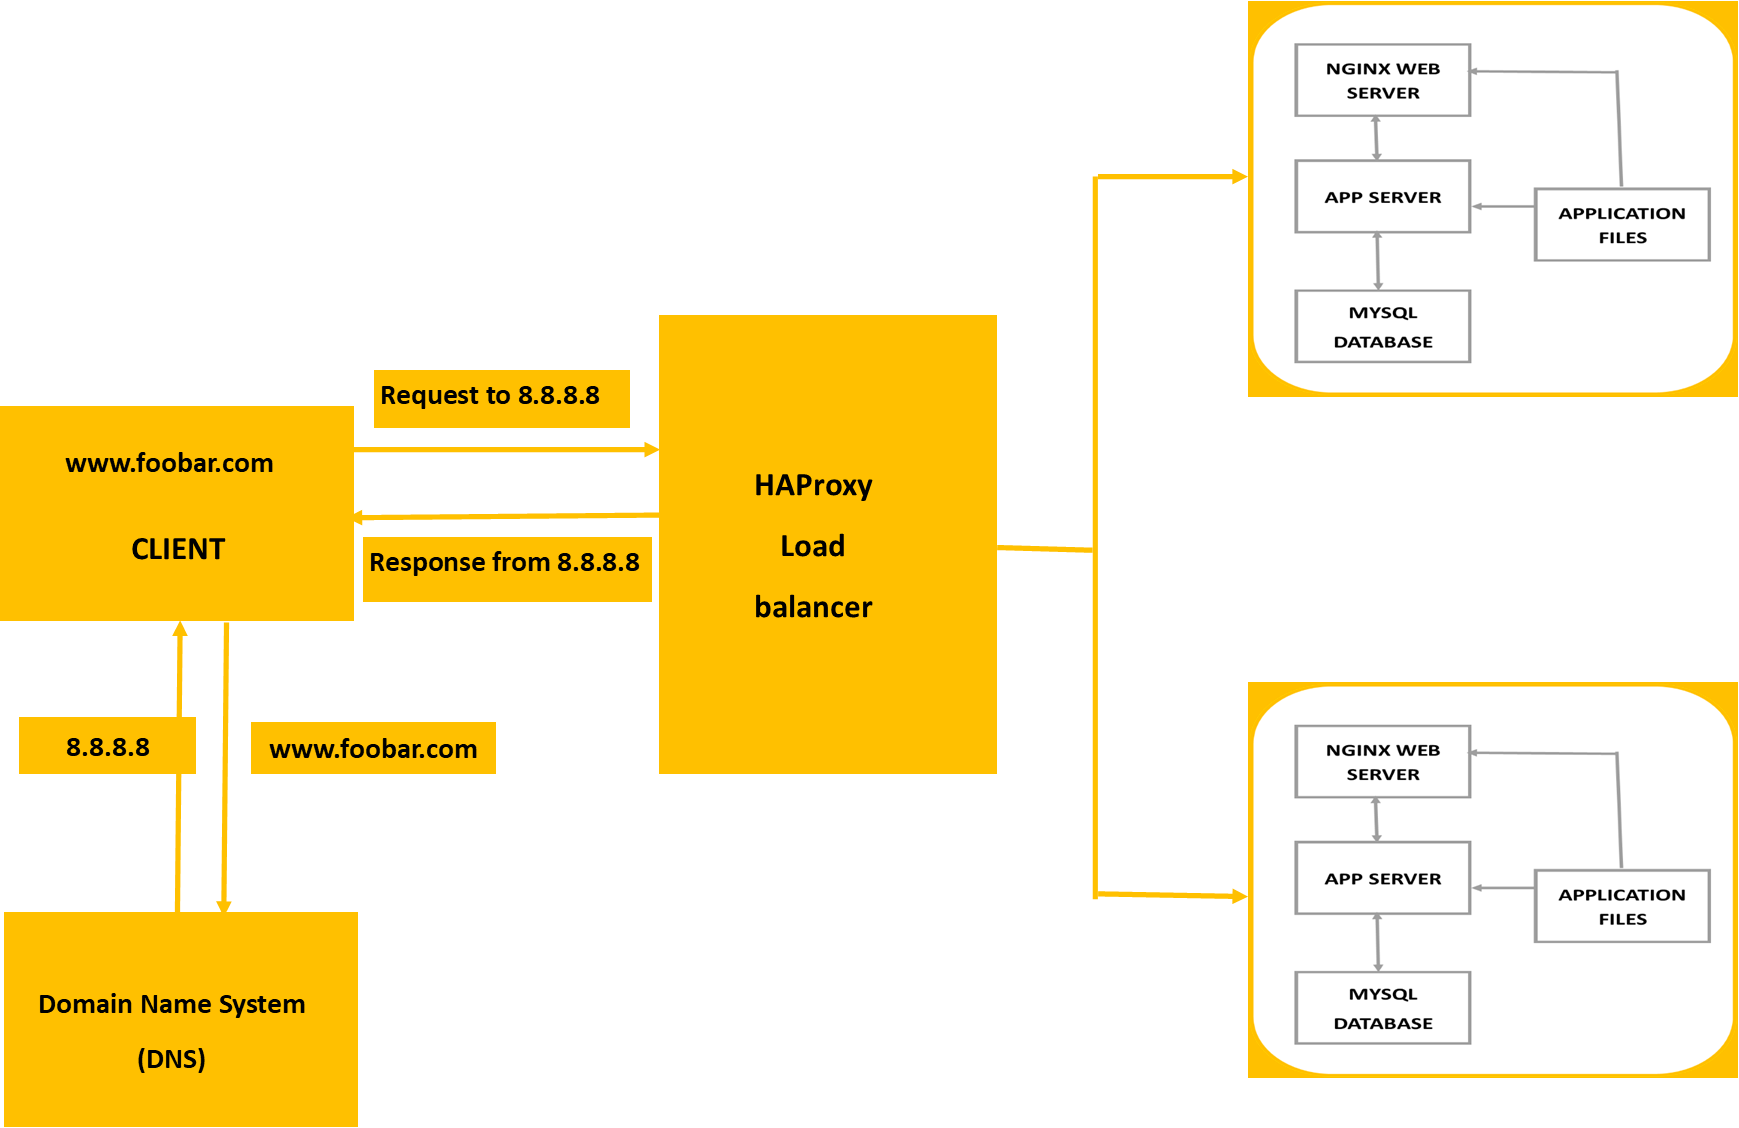 NGINX WEB
SERVER
APP SERVER
APPLICATION
FILES
MYSQL
DATABASE
Request to 8.8.8.8
www.foobar.com
CLIENT
Response from 8.8.8.8
HAProxy
Load
balancer
8.8.8.8
www.foobar.com
Domain Name System
(DNS)
NGINX WEB
SERVER
APP SERVER
APPLICATION
FILES
MYSQL
DATABASE